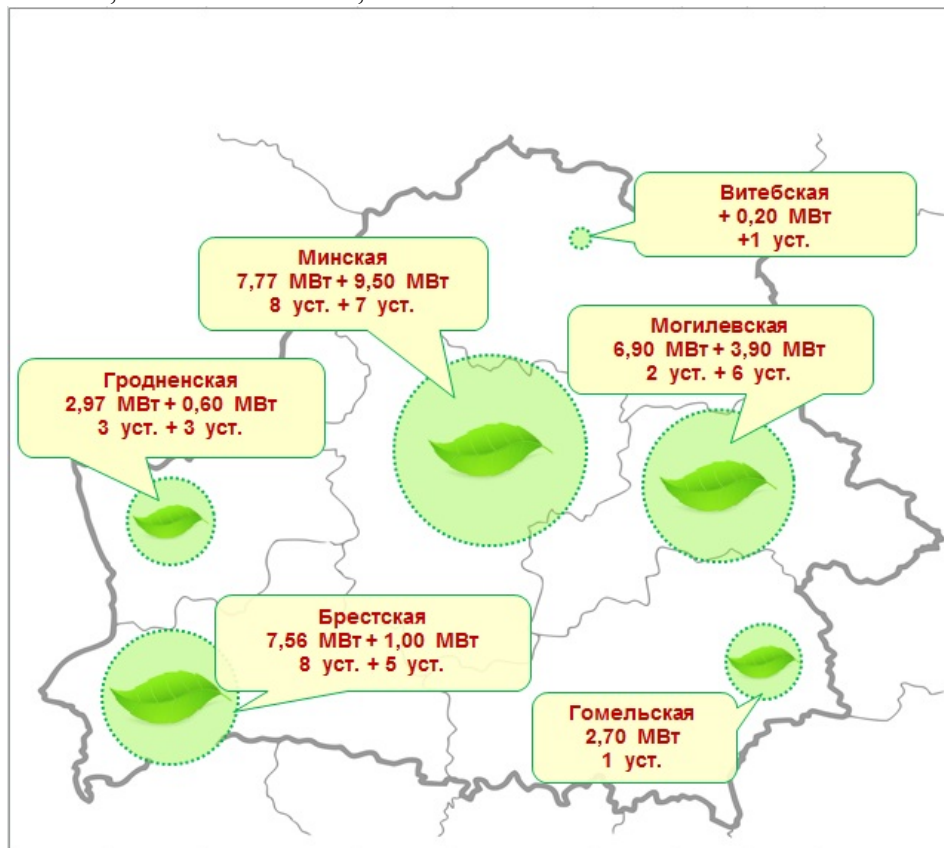 Витебская
+ 0,20 МВт
+1 уст.
Минская
7,77 МВт + 9,50 МВт
8 уст. + 7 уст.
Могилевская
6,90 МВт + 3,90 МВт
2 уст. + 6 уст.
Гродненская
2,97 МВт + 0,60 МВт
3 уст. + 3 уст.
Брестская
7,56 МВт + 1,00 МВт
8 уст. + 5 уст.
Гомельская
2,70 МВт
1 уст.